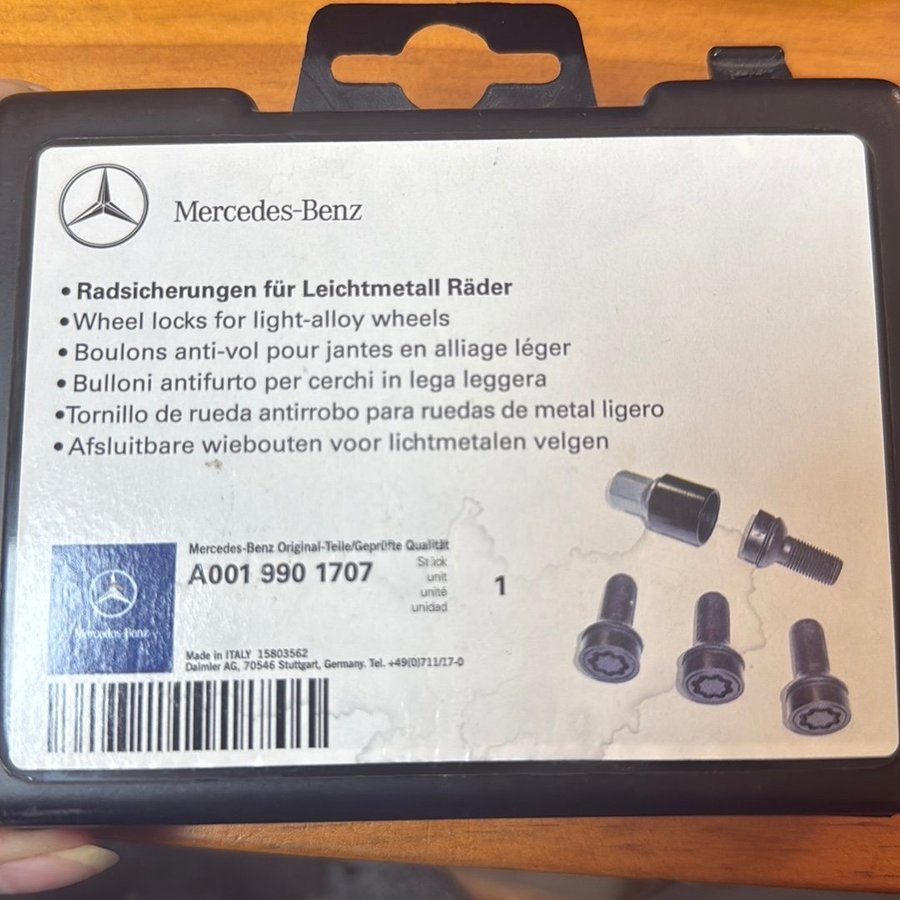 Mercedes-Benz
• Radsicherungen für Leichtmetall Räder
• Wheel locks for light-alloy wheels
• Boulons anti-vol pour jantes en alliage léger
• Bulloni antifurto per cerchi in lega leggera
• Tornillo de rueda antirrobo para ruedas de metal ligero
• Afsluitbare wiebouten voor lichtmetalen velgen
Mercedes-Benz Original-Teile/Geprüfte Qualität
A001 990 1707
Stück
unit
unité
unidad
1
Mercedes-Benz
Made in ITALY 15803562
Daimler AG, 70546 Stuttgart, Germany. Tel. +49(0)711/17-0